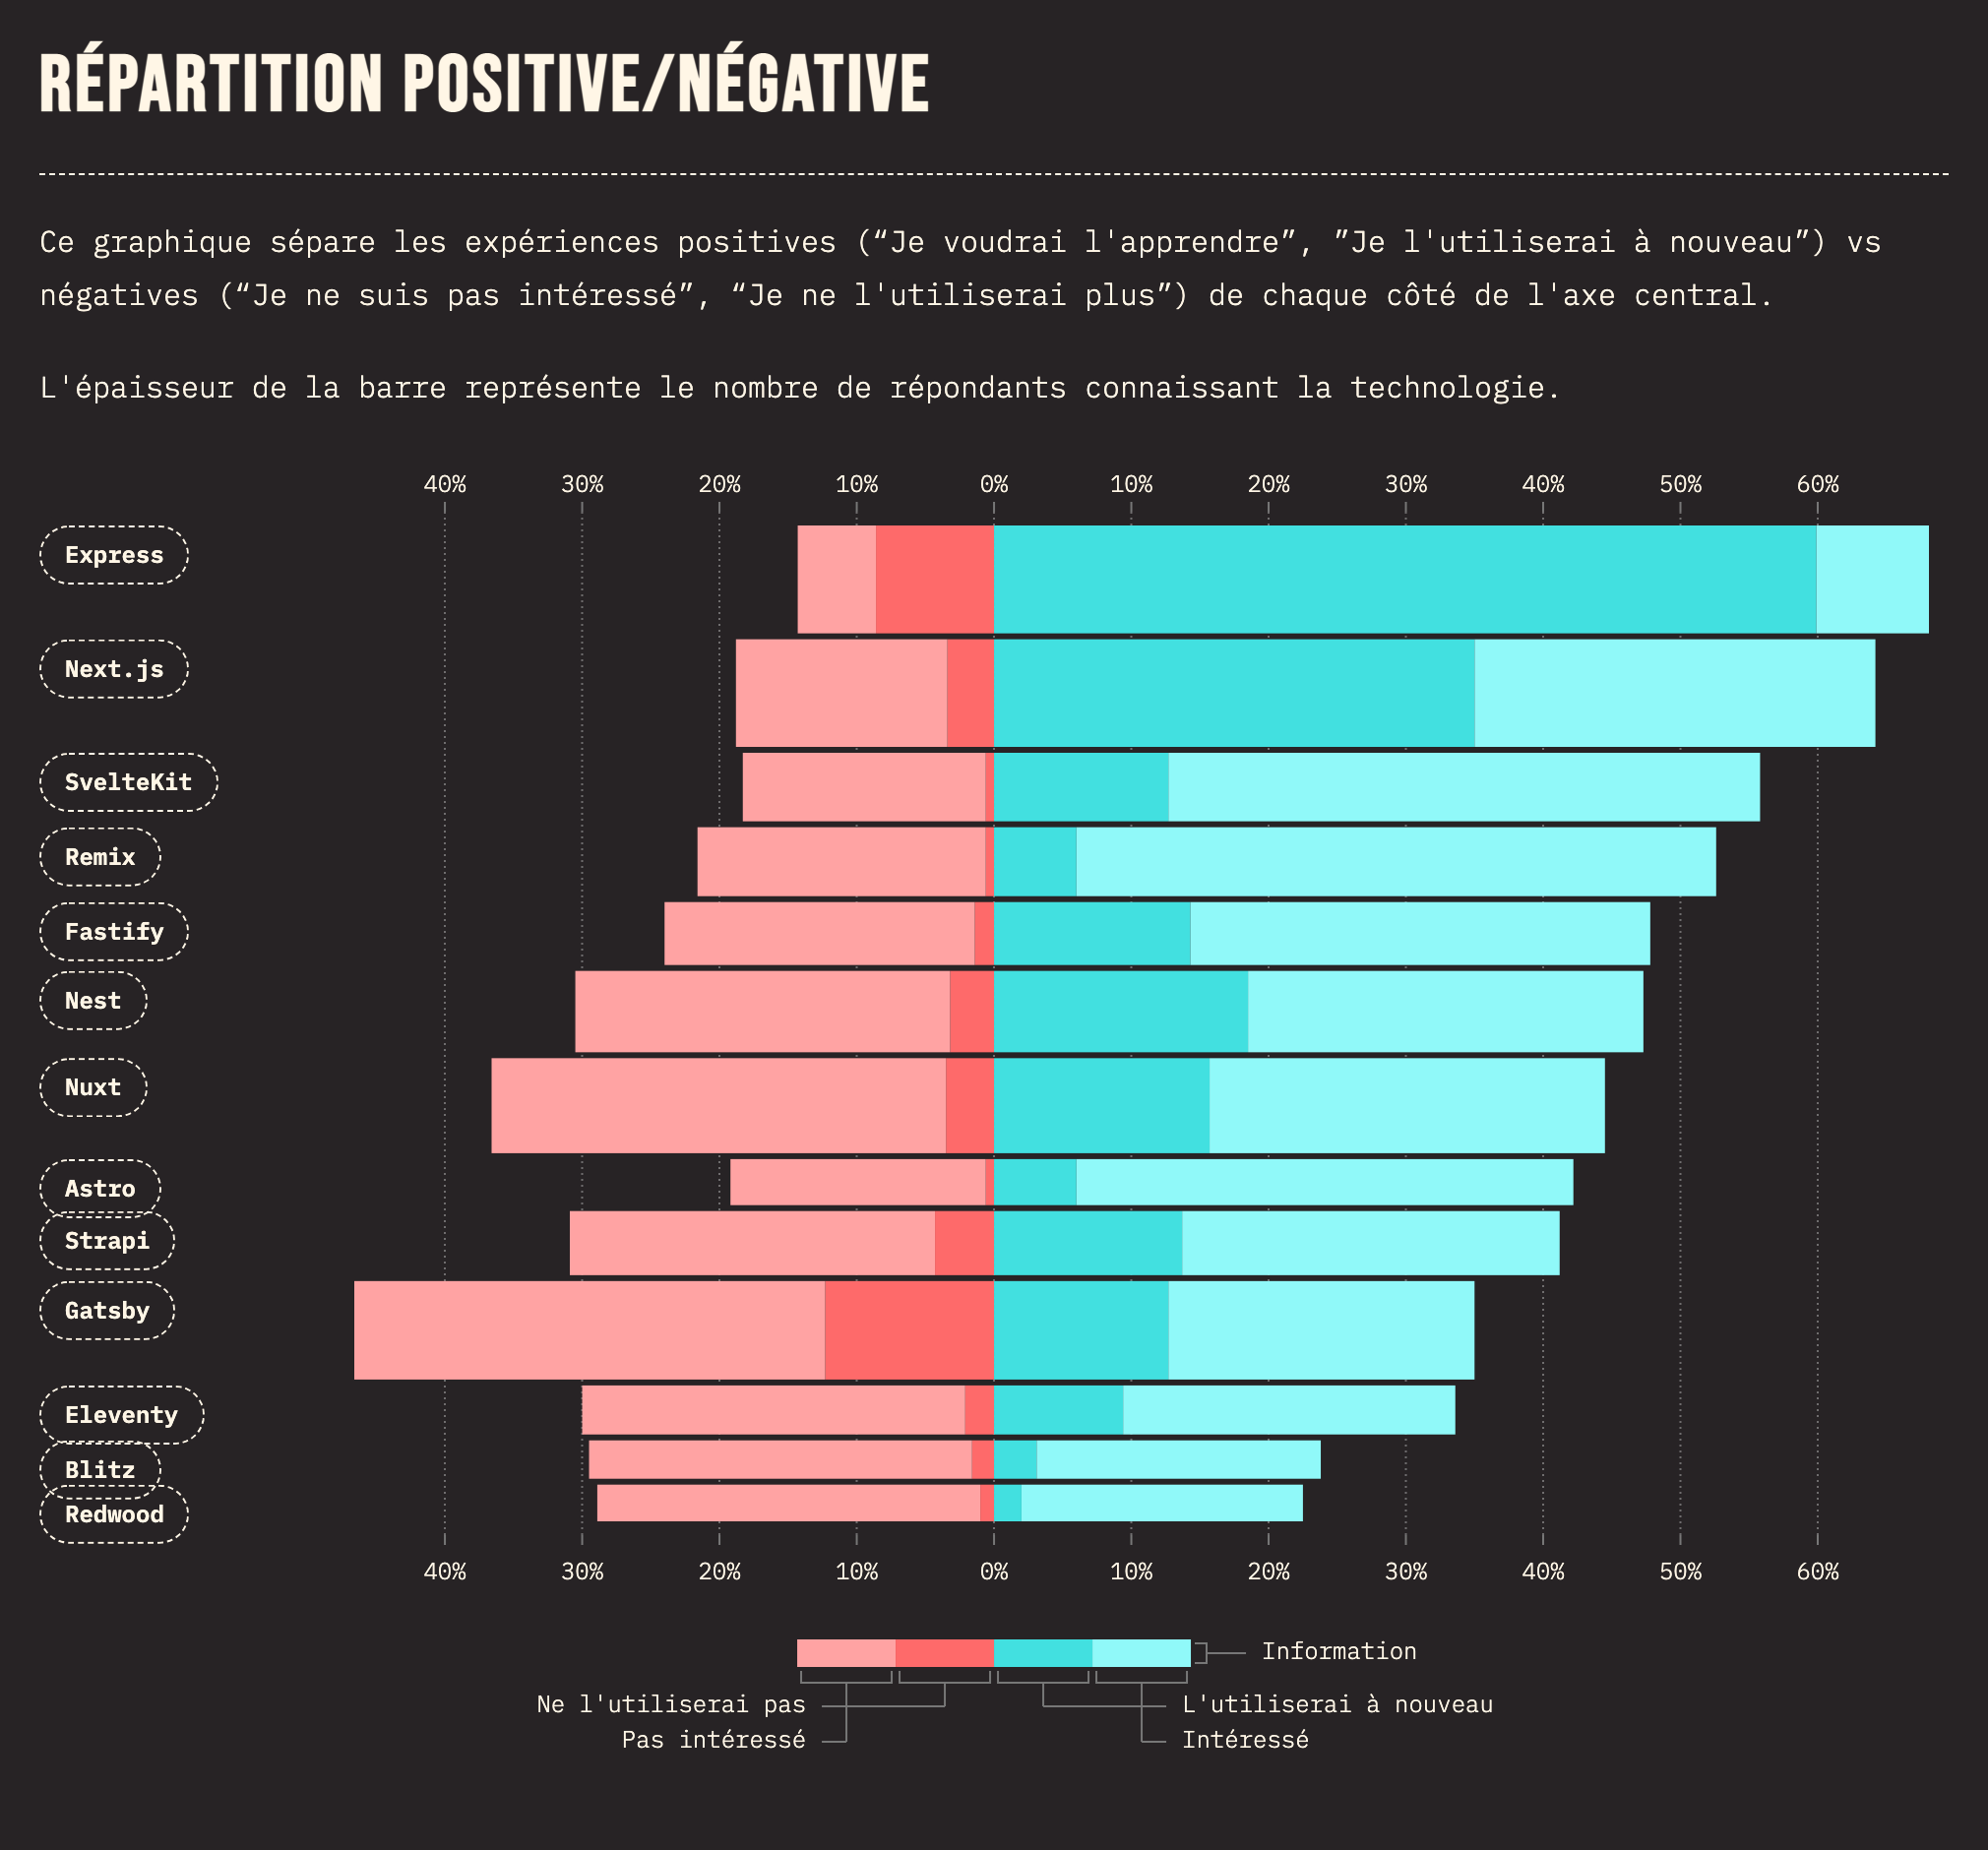 RÉPARTITION POSITIVE/NÉGATIVE
Ce graphique sépare les expériences positives (“Je voudrai l'apprendre”, ”Je l'utiliserai à nouveau”) vs
négatives (“Je ne suis pas intéressé”, “Je ne l'utiliserai plus”) de chaque côté de l'axe central.
L'épaisseur de la barre représente le nombre de répondants connaissant la technologie.
40% 30% 20% 10% 0% 10% 20% 30% 40% 50% 60%
Express
Next.js
SvelteKit
Remix
Fastify
Nest
Nuxt
Astro
Strapi
Gatsby
Eleventy
Blitz
Redwood
40% 30% 20% 10% 0% 10% 20% 30% 40% 50% 60%
Information
Ne l'utiliserai pas L'utiliserai à nouveau
Pas intéressé Intéressé